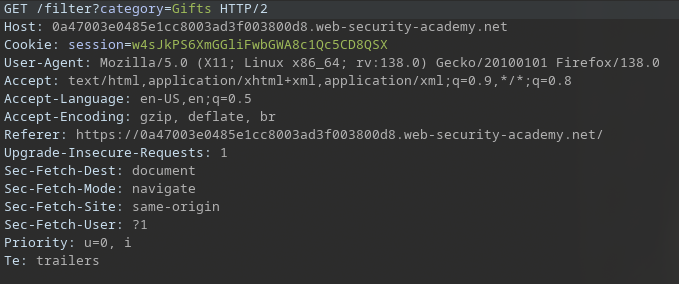 GET /filter?category=Gifts HTTP/2
Host: 0a47003e0485e1cc8003ad3f003800d8.web-security-academy.net
Cookie: session=w4sJkPS6XmGGliFwbGWA8c1Qc5CD8QSX
User-Agent: Mozilla/5.0 (X11; Linux x86_64; rv:138.0) Gecko/20100101 Firefox/138.0
Accept: text/html,application/xhtml+xml,application/xml;q=0.9,*/*;q=0.8
Accept-Language: en-US,en;q=0.5
Accept-Encoding: gzip, deflate, br
Referer: https://0a47003e0485e1cc8003ad3f003800d8.web-security-academy.net/
Upgrade-Insecure-Requests: 1
Sec-Fetch-Dest: document
Sec-Fetch-Mode: navigate
Sec-Fetch-Site: same-origin
Sec-Fetch-User: ?1
Priority: u=0, i
Te: trailers